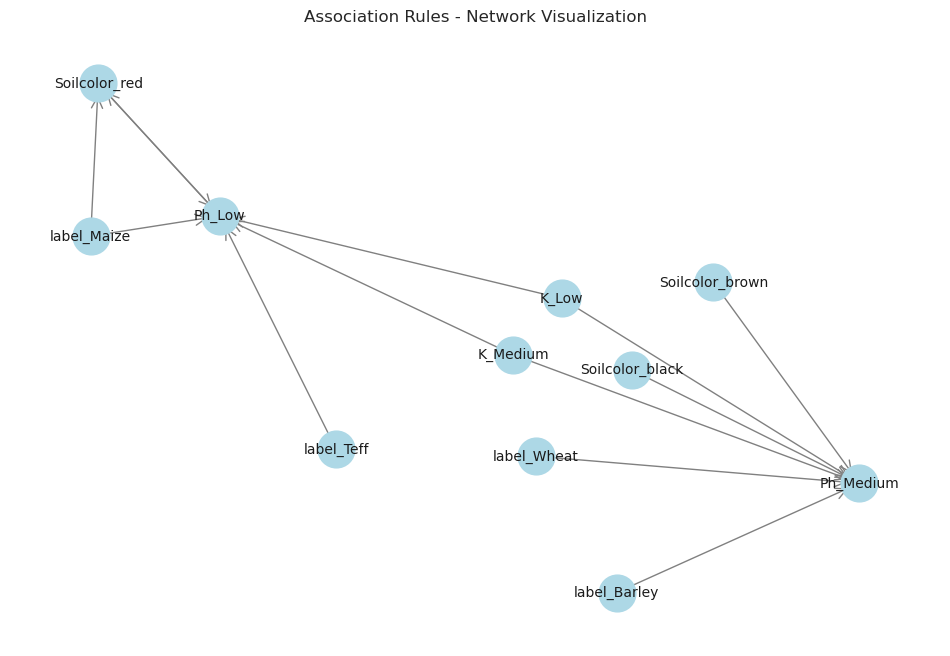 Association Rules - Network Visualization
Soilcolor_red
Ph_Low
label_Maize
Soilcolor_brown
K_Low
K_Medium
Soilcolor_black
label_Teff
label_Wheat
Ph_Medium
label_Barley